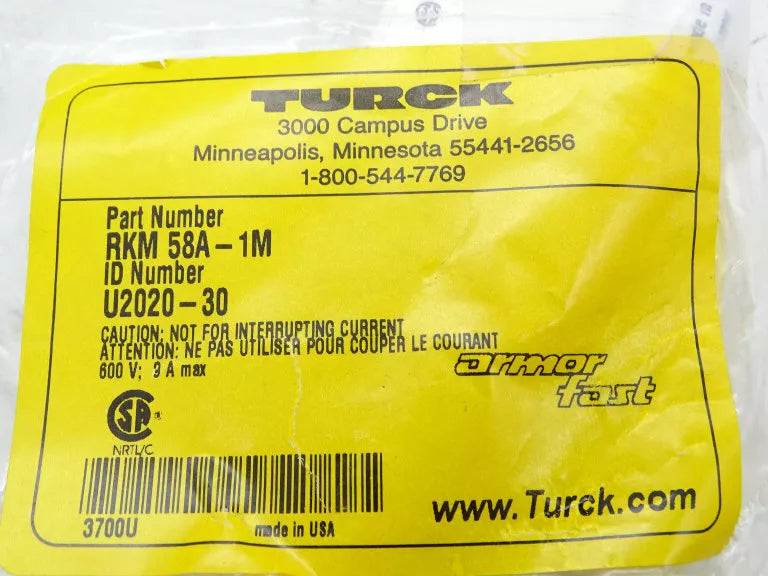 TURCK
3000 Campus Drive
Minneapolis, Minnesota 55441-2656
1-800-544-7769
Part Number
RKM 58A-1M
ID Number
U2020-30
CAUTION: NOT FOR INTERRUPTING CURRENT
ATTENTION: NE PAS UTILISER POUR COUPER LE COURANT
600 V; 9 A max
armor
fast
SA
®
NRTL/C
3700U
made in USA
www.Turck.com